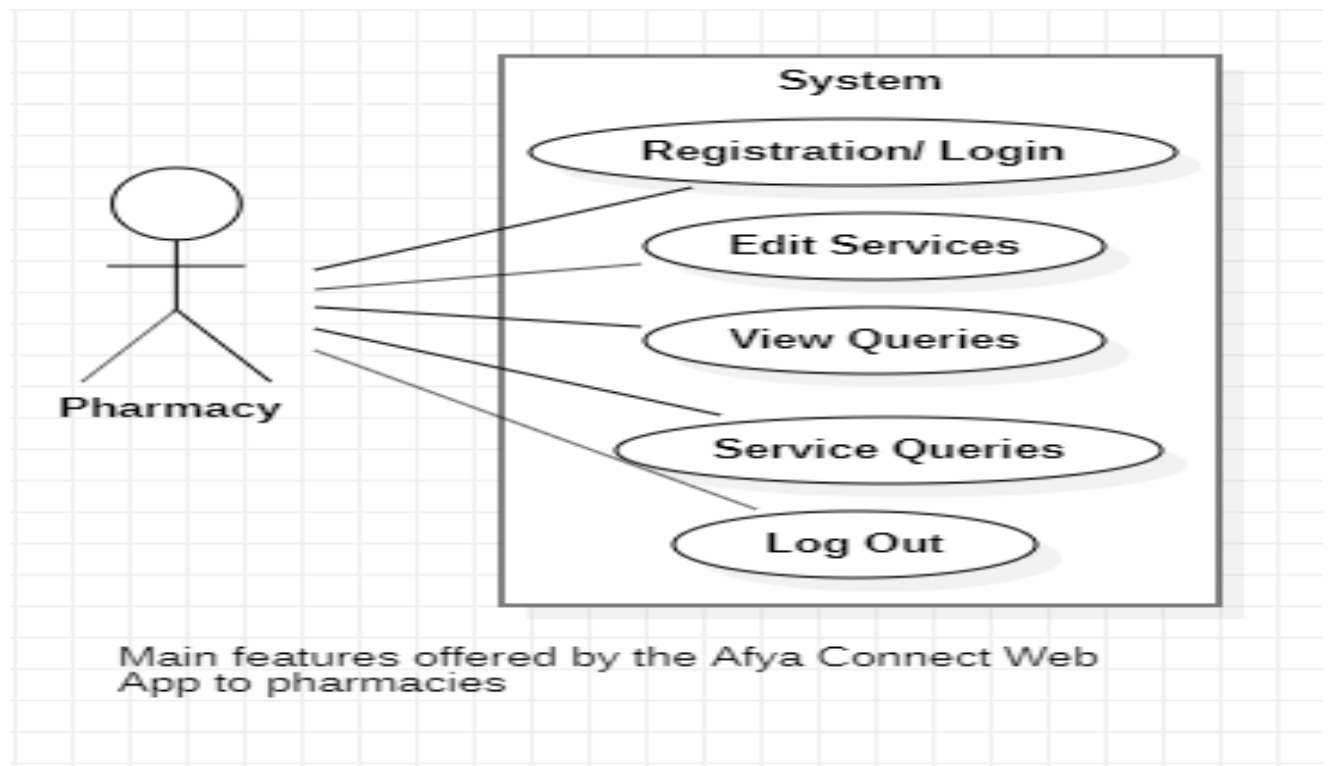 System
Registration/ Login
Edit Services
View Queries
Service Queries
Log Out
Pharmacy
Main features offered by the Afya Connect Web
App to pharmacies